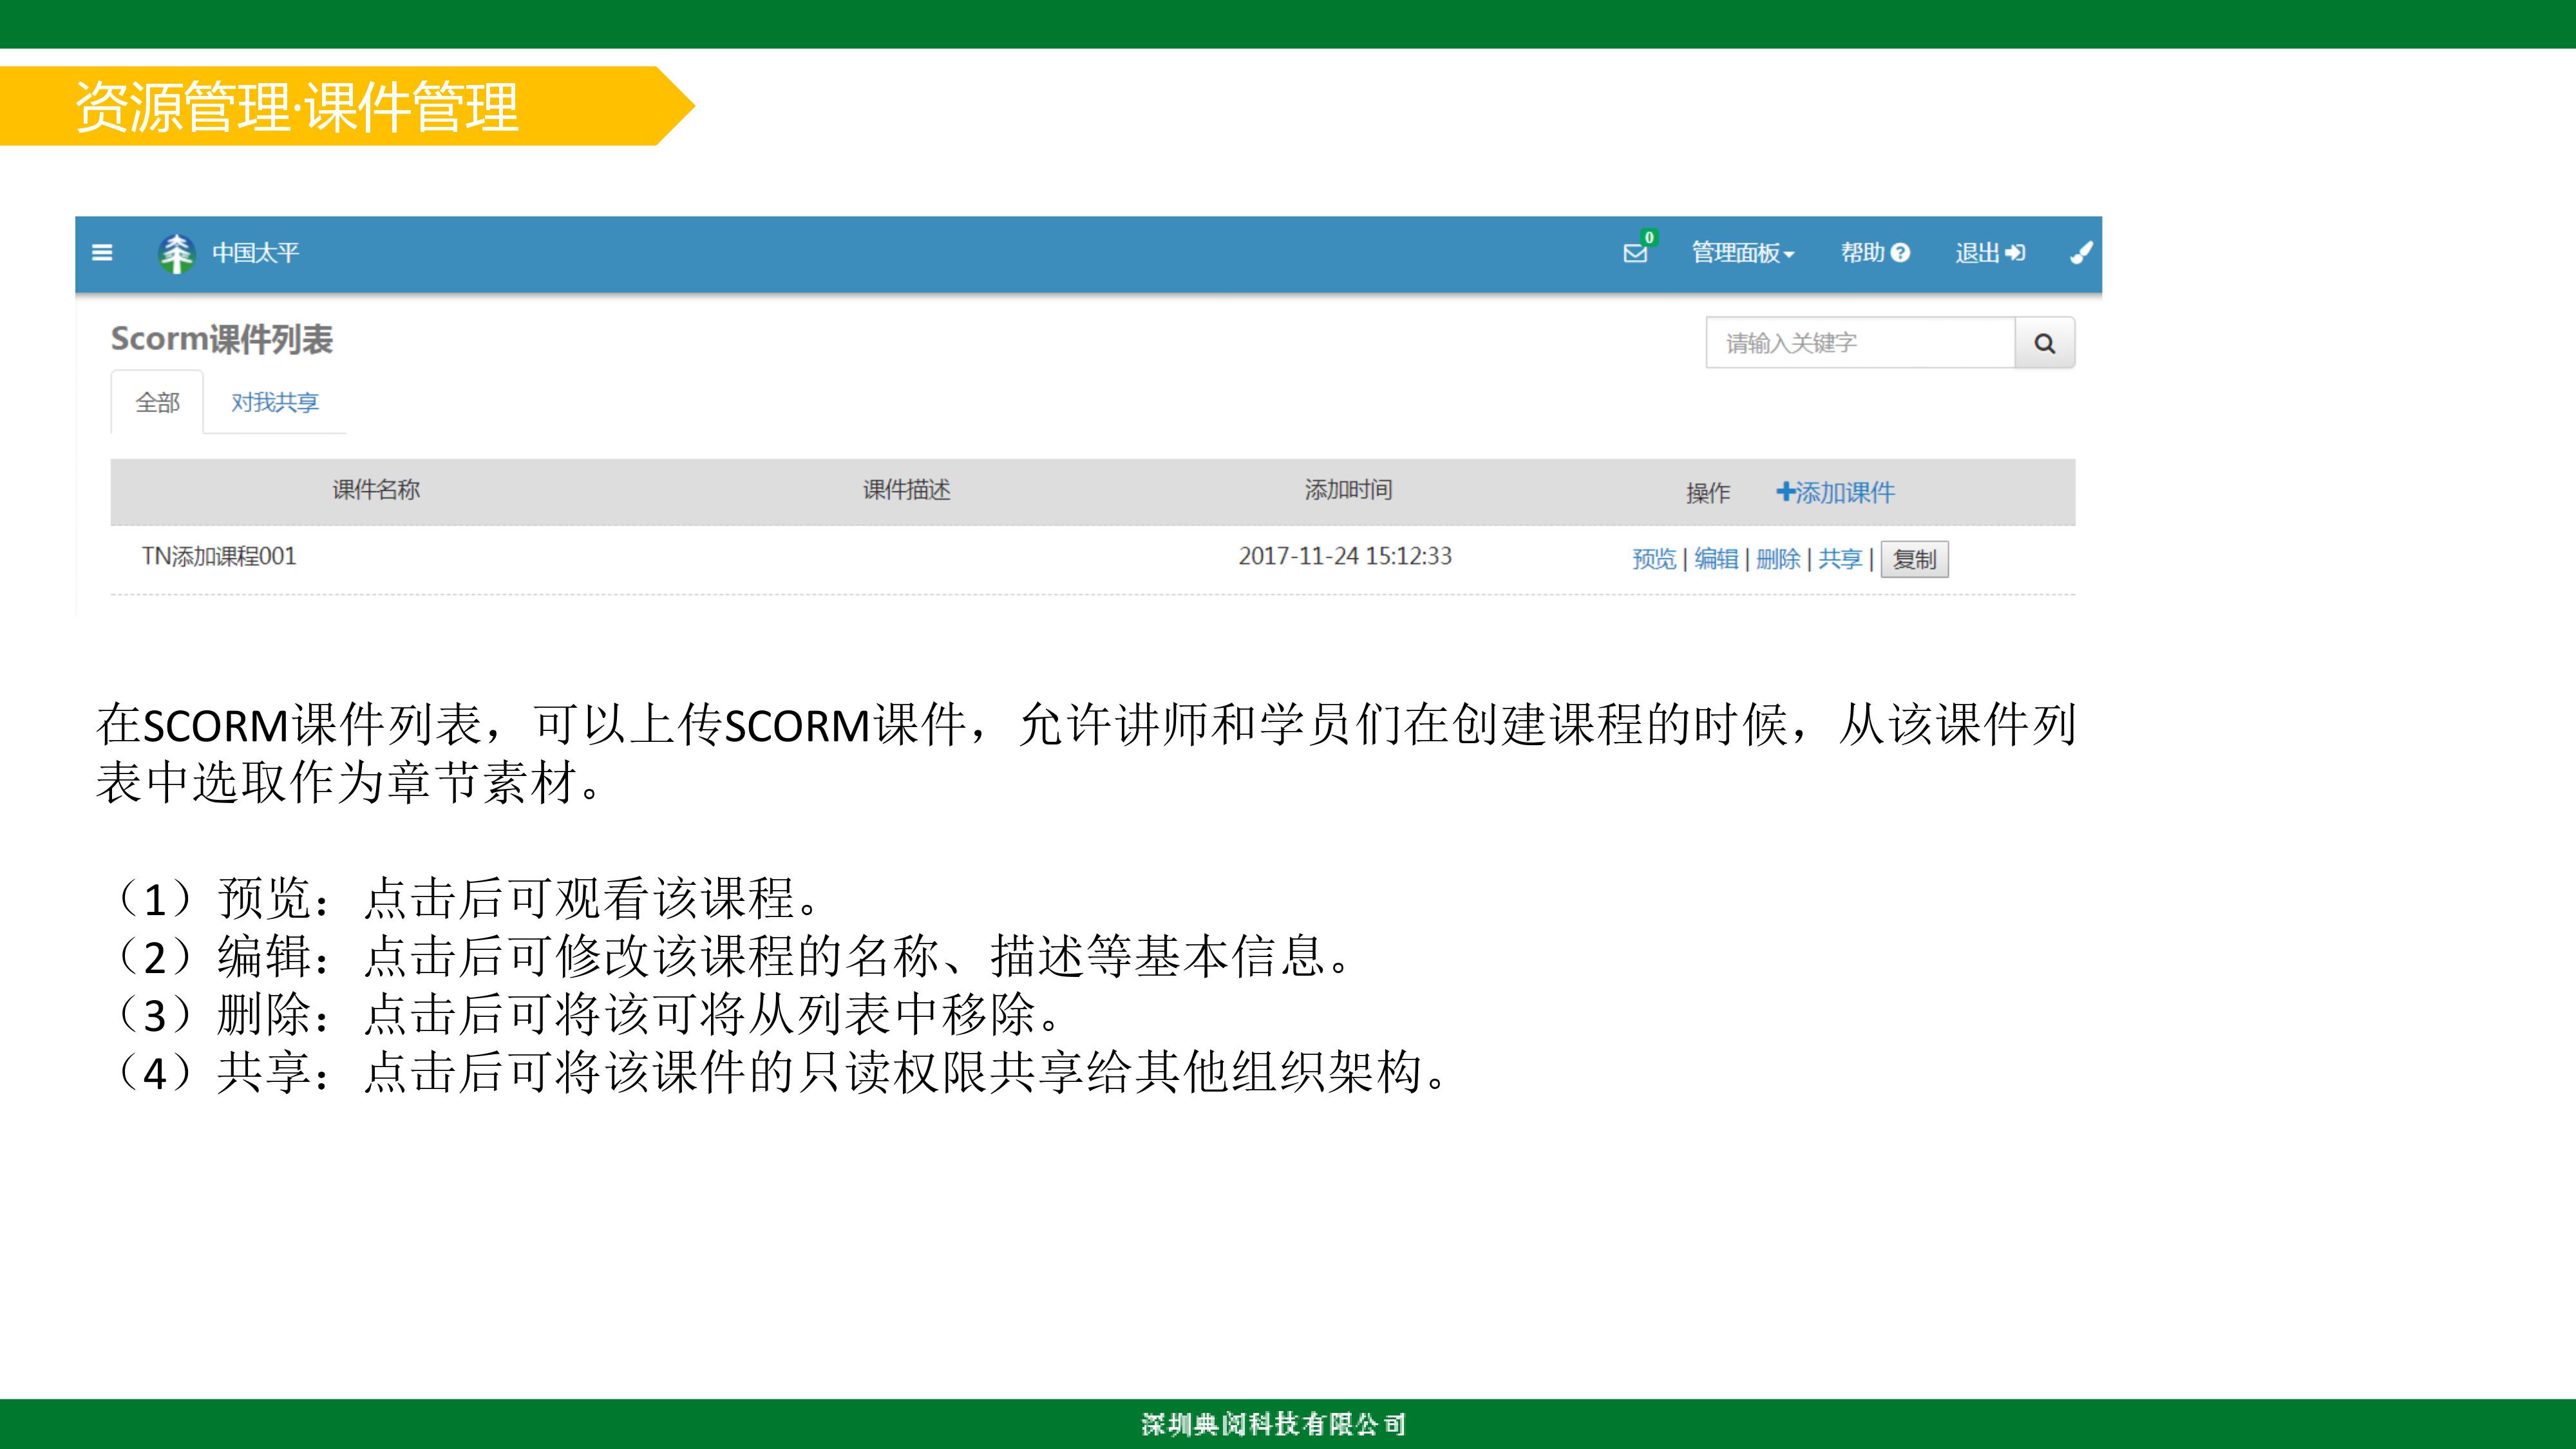 资源管理·课件管理
中国太平
0
管理面板
帮助
退出
Scorm课件列表
请输入关键字
全部 对我共享
课件名称 课件描述 添加时间 操作 +添加课件
TN添加课程001 2017-11-24 15:12:33 预览 | 编辑 | 删除 | 共享 | 复制
在SCORM课件列表，可以上传SCORM课件，允许讲师和学员们在创建课程的时候，从该课件列
表中选取作为章节素材。
（1）预览：点击后可观看该课程。
（2）编辑：点击后可修改该课程的名称、描述等基本信息。
（3）删除：点击后可将该可将从列表中移除。
（4）共享：点击后可将该课件的只读权限共享给其他组织架构。
深圳典阅科技有限公司